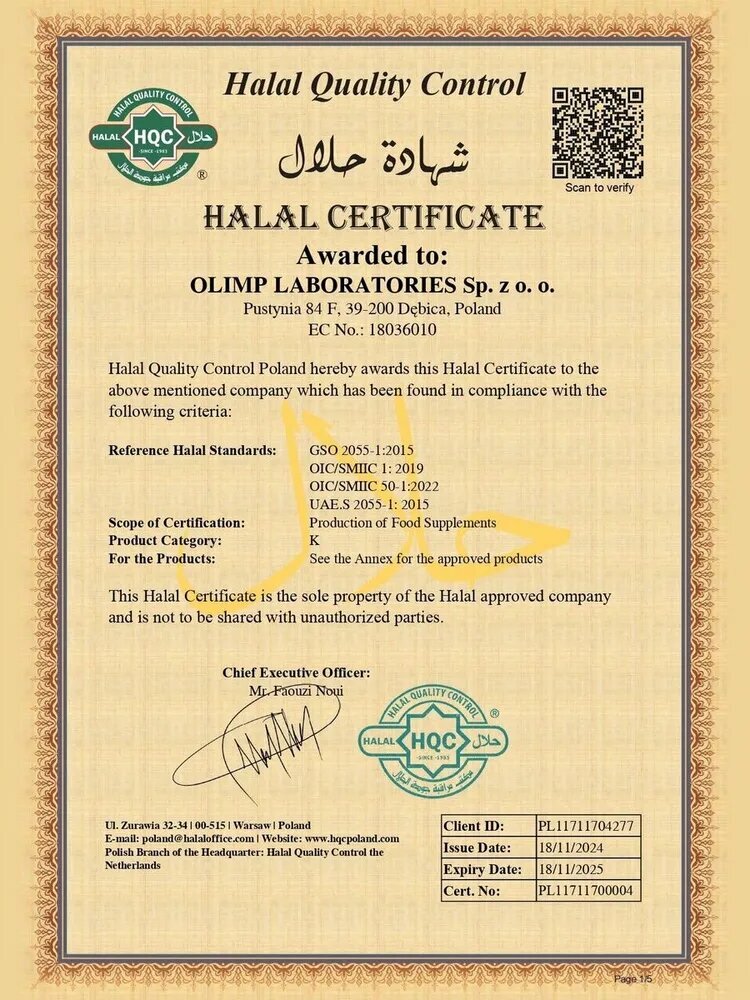 Halal Quality Control
HALAL QUALITY CONTROL
HALAL HQC حلال
SINCE -1983
®
Scan to verify
شهادة حلال
HALAL CERTIFICATE
Awarded to:
OLIMP LABORATORIES Sp. z o. o.
Pustynia 84 F, 39-200 Dębica, Poland
EC No.: 18036010
Halal Quality Control Poland hereby awards this Halal Certificate to the
above mentioned company which has been found in compliance with the
following criteria:
Reference Halal Standards: GSO 2055-1:2015
OIC/SMIIC 1: 2019
OIC/SMIIC 50-1:2022
UAE.S 2055-1: 2015
Scope of Certification: Production of Food Supplements
Product Category: K
For the Products: See the Annex for the approved products
حلال
This Halal Certificate is the sole property of the Halal approved company
and is not to be shared with unauthorized parties.
Chief Executive Officer:
Mr. Faouzi Noui
HALAL QUALITY CONTROL
HALAL HQC حلال
SINCE -1983
®
Ul. Zurawia 32-34 | 00-515 | Warsaw | Poland
E-mail: poland@halaloffice.com | Website: www.hqcpoland.com
Polish Branch of the Headquarter: Halal Quality Control the
Netherlands
Client ID: PL11711704277
Issue Date: 18/11/2024
Expiry Date: 18/11/2025
Cert. No: PL11711700004
Page 1/5